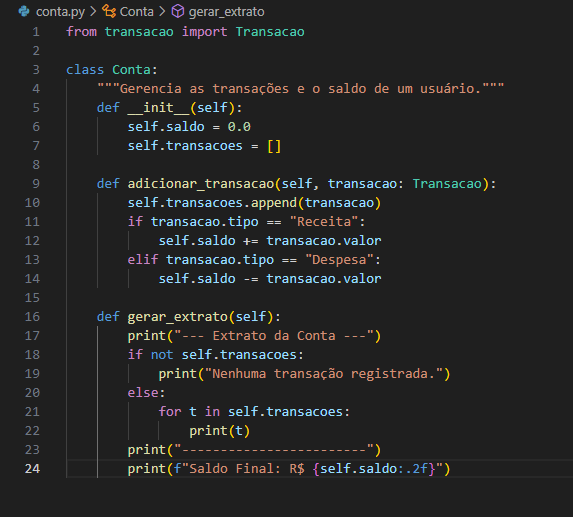 conta.py > Conta > gerar_extrato
1 from transacao import Transacao
2
3 class Conta:
4     """Gerencia as transações e o saldo de um usuário."""
5     def __init__(self):
6         self.saldo = 0.0
7         self.transacoes = []
8
9     def adicionar_transacao(self, transacao: Transacao):
10         self.transacoes.append(transacao)
11         if transacao.tipo == "Receita":
12             self.saldo += transacao.valor
13         elif transacao.tipo == "Despesa":
14             self.saldo -= transacao.valor
15
16     def gerar_extrato(self):
17         print("--- Extrato da Conta ---")
18         if not self.transacoes:
19             print("Nenhuma transação registrada.")
20         else:
21             for t in self.transacoes:
22                 print(t)
23         print("------------------------")
24         print(f"Saldo Final: R$ {self.saldo:.2f}")